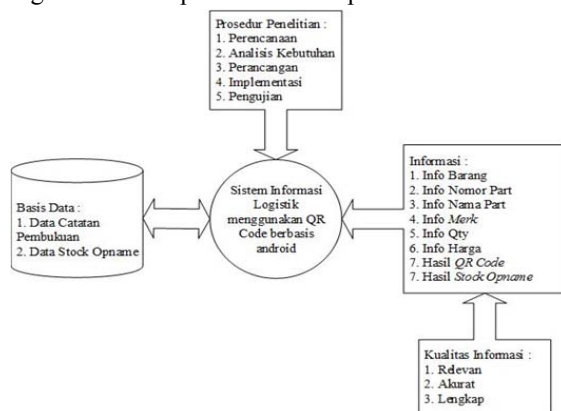 Prosedur Penelitian :
1. Perencanaan
2. Analisis Kebutuhan
3. Perancangan
4. Implementasi
5. Pengujian
Basis Data :
1. Data Catatan
Pembukuan
2. Data Stock Opname
Sistem Informasi
Logistik
menggunakan QR
Code berbasis
android
Informasi :
1. Info Barang
2. Info Nomor Part
3. Info Nama Part
4. Info Merk
5. Info Qty
6. Info Harga
7. Hasil QR Code
7. Hasil Stock Opname
Kualitas Informasi :
1. Relevan
2. Akurat
3. Lengkap